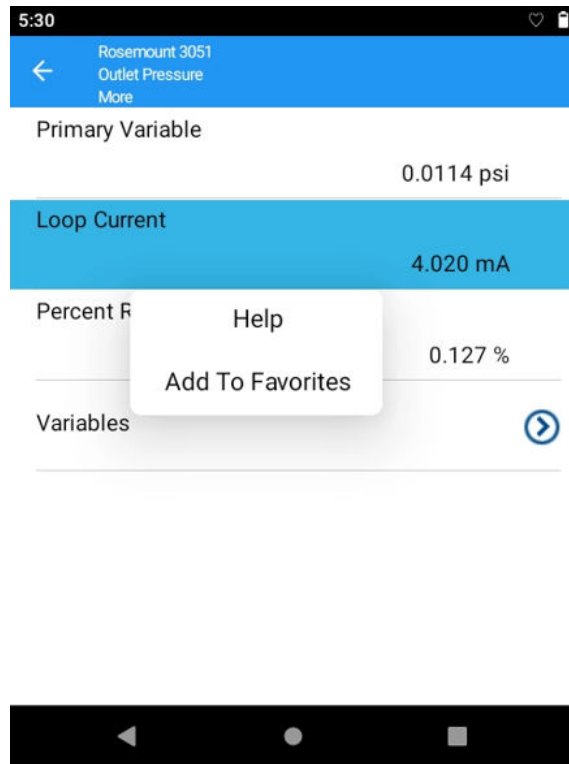 5:30
Rosemount 3051
Outlet Pressure
More
Primary Variable
0.0114 psi
Loop Current
4.020 mA
Percent R
0.127 %
Help
Add To Favorites
Variables